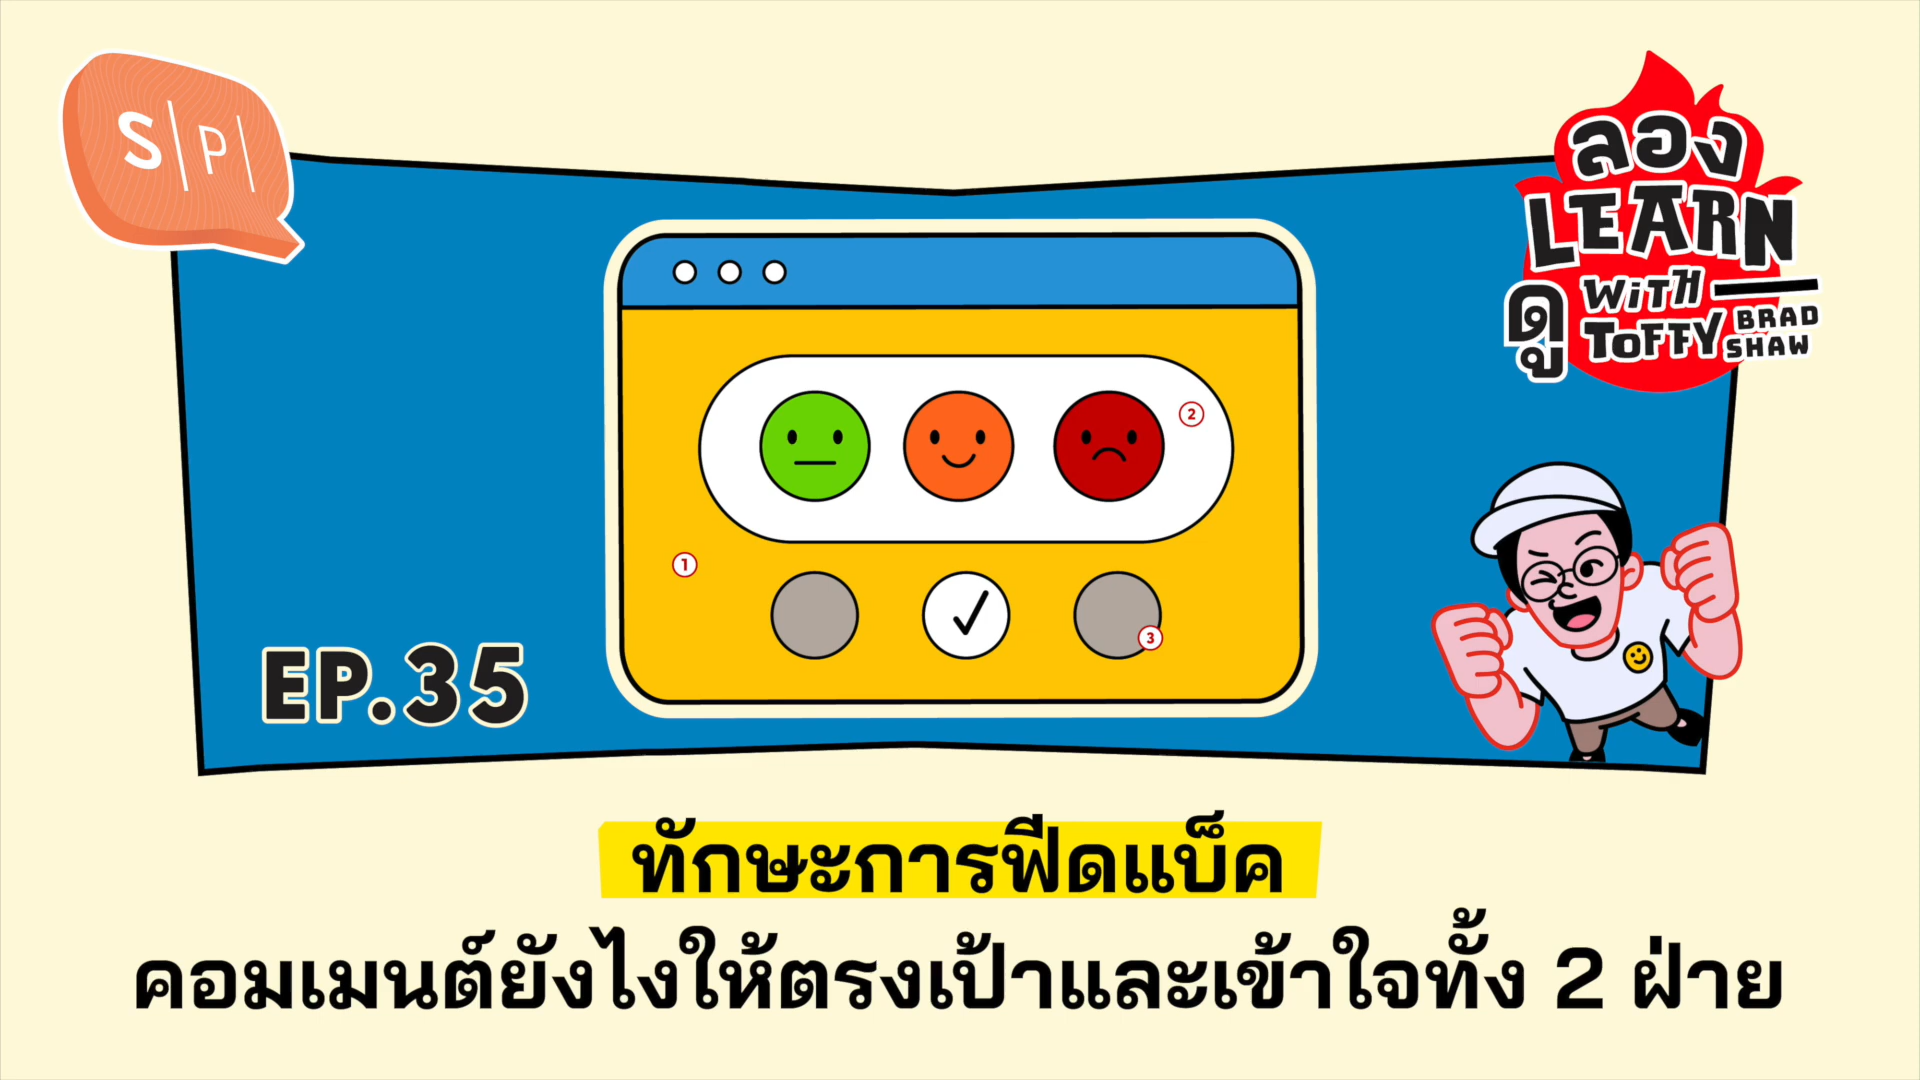 S|P|
ลอง
LEARN
ดู
WiTH
TOFFY
BRAD
SHAW
2
1
3
EP.35
ทักษะการฟีดแบ็ค
คอมเมนต์ยังไงให้ตรงเป้าและเข้าใจทั้ง 2 ฝ่าย